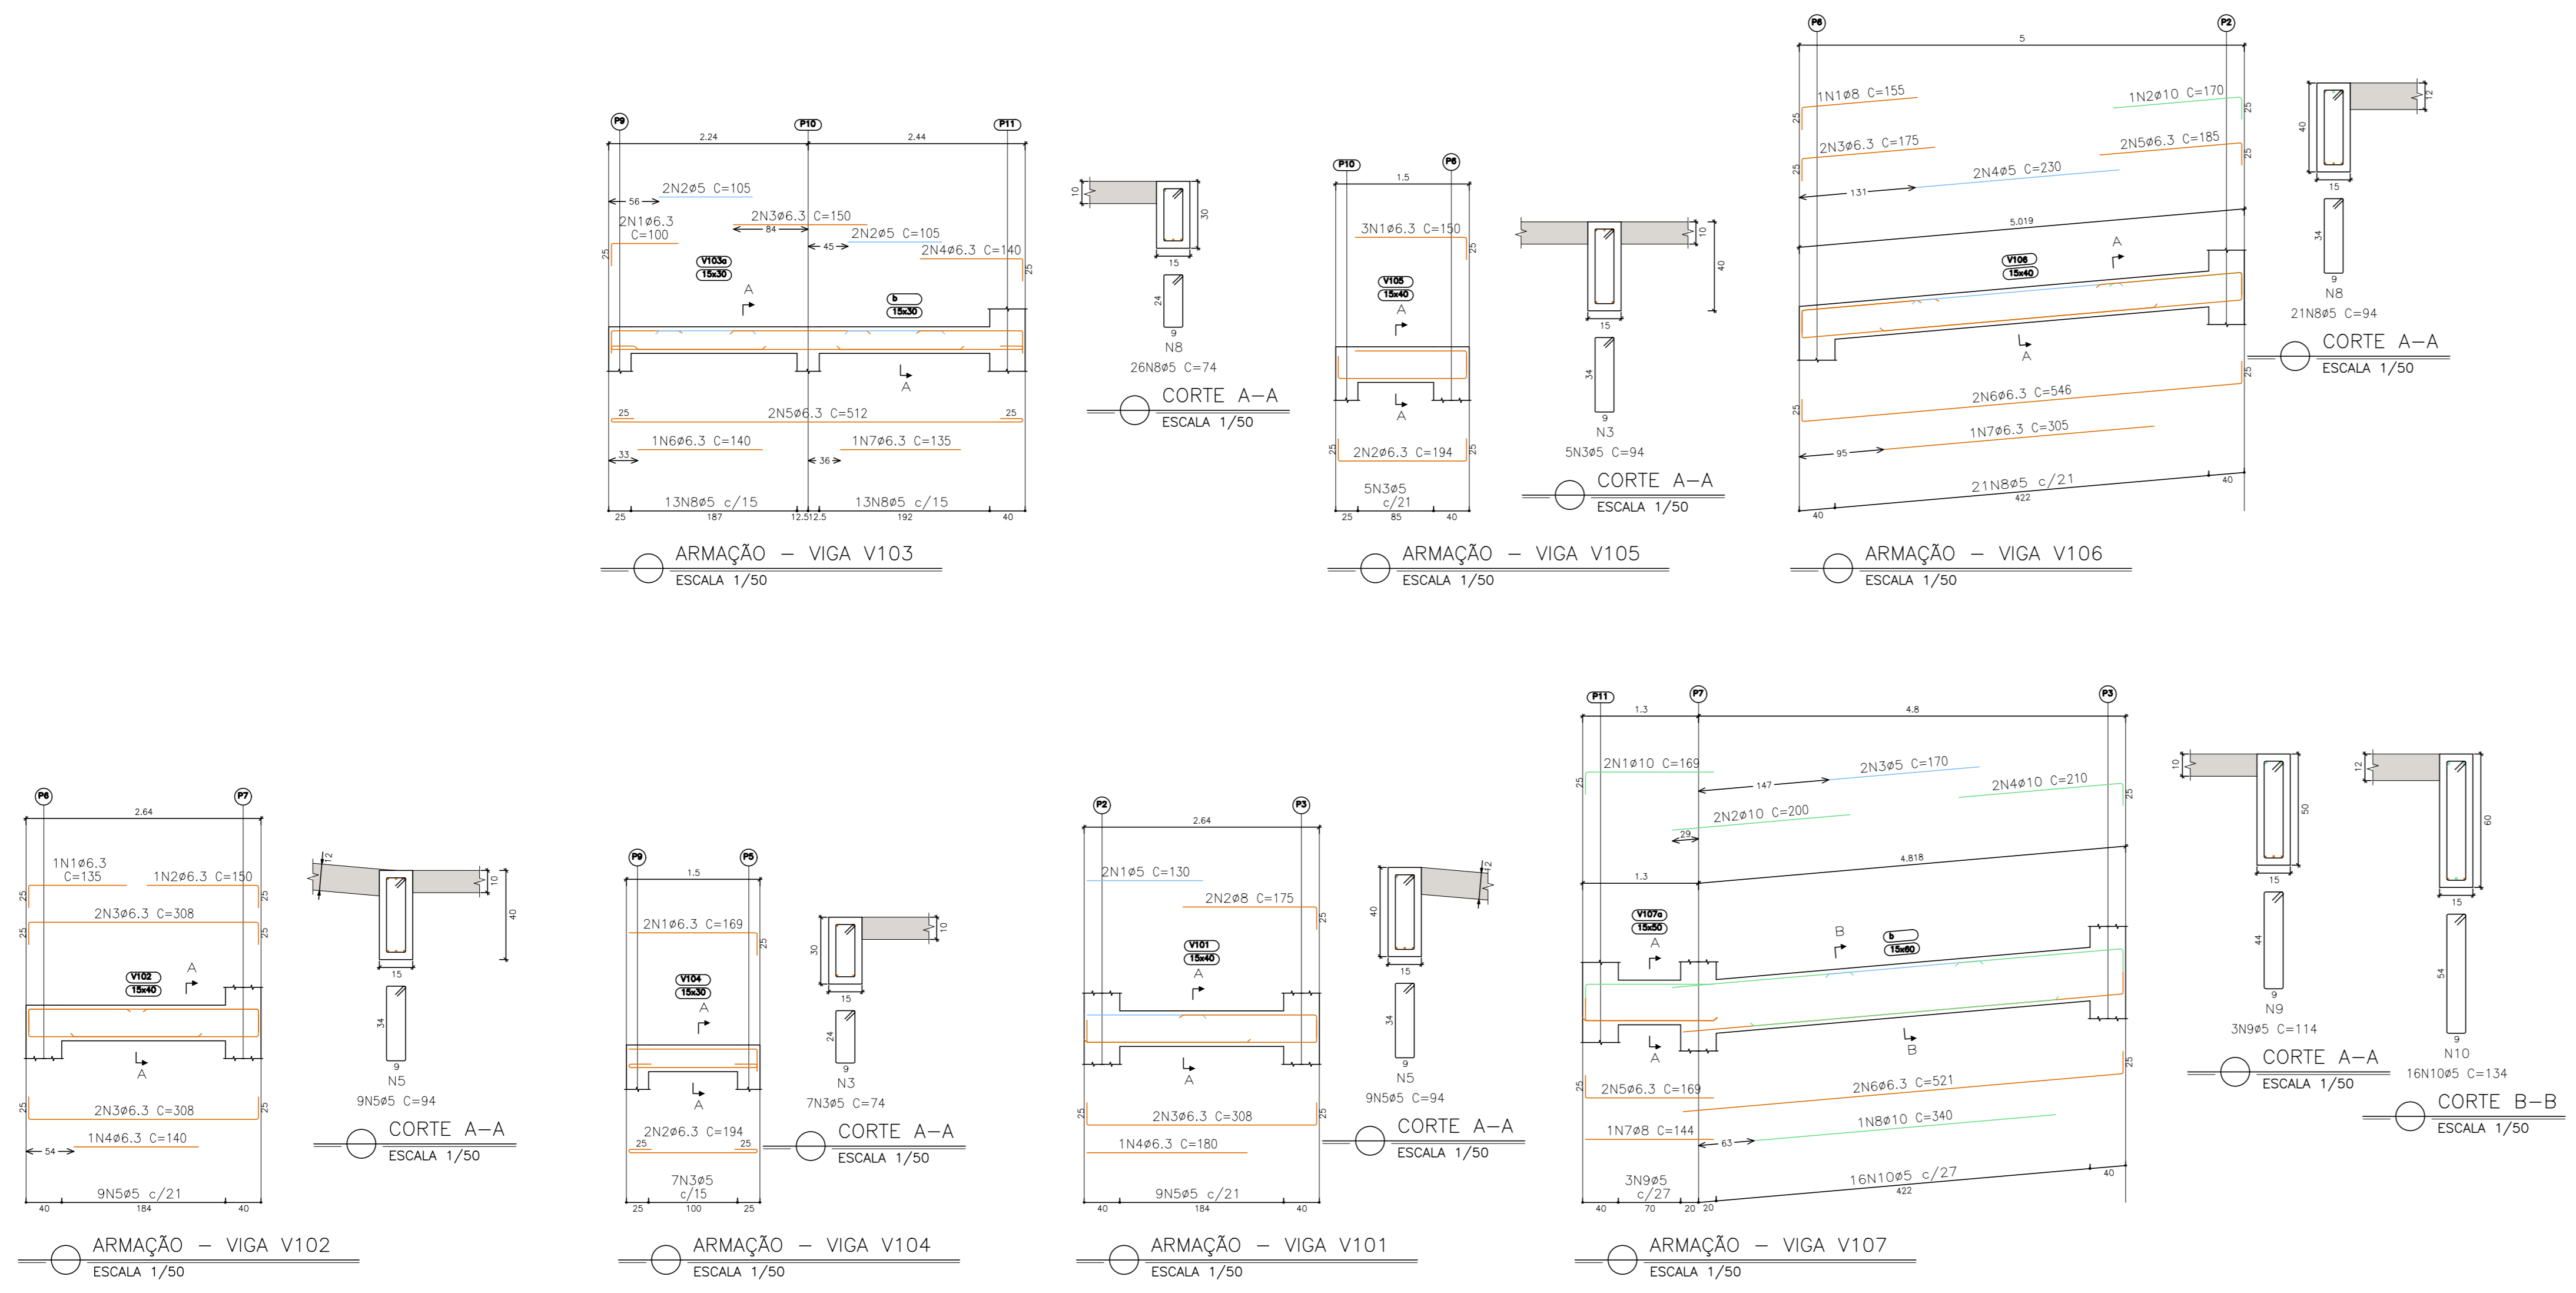 P9
P10
P11
2.24
2.44
2N2ø5 C=105
56
2N1ø6.3
C=100
25
2N3ø6.3 C=150
84
2N2ø5 C=105
45
2N4ø6.3 C=140
25
V103a
15x30
A
b
15x30
A
25
2N5ø6.3 C=512
25
1N6ø6.3 C=140
1N7ø6.3 C=135
33
36
13N8ø5 c/15
13N8ø5 c/15
25
187
12.5
12.5
192
40
ARMAÇÃO – VIGA V103
ESCALA 1/50
10
30
15
24
9
N8
26N8ø5 C=74
CORTE A–A
ESCALA 1/50
P10
P6
1.5
3N1ø6.3 C=150
25
V105
15x40
A
A
25
2N2ø6.3 C=194
25
5N3ø5
c/21
25
85
40
ARMAÇÃO – VIGA V105
ESCALA 1/50
10
40
15
34
9
N3
5N3ø5 C=94
CORTE A–A
ESCALA 1/50
P6
P2
5
1N1ø8 C=155
25
1N2ø10 C=170
25
2N3ø6.3 C=175
25
2N5ø6.3 C=185
25
2N4ø5 C=230
131
5.019
V106
15x40
A
A
25
2N6ø6.3 C=546
25
1N7ø6.3 C=305
95
21N8ø5 c/21
40
422
40
ARMAÇÃO – VIGA V106
ESCALA 1/50
12
40
15
34
9
N8
21N8ø5 C=94
CORTE A–A
ESCALA 1/50
P6
P7
2.64
1N1ø6.3
C=135
25
1N2ø6.3 C=150
25
2N3ø6.3 C=308
25
25
V102
15x40
A
A
25
2N3ø6.3 C=308
25
1N4ø6.3 C=140
54
9N5ø5 c/21
40
184
40
ARMAÇÃO – VIGA V102
ESCALA 1/50
12
10
40
15
34
9
N5
9N5ø5 C=94
CORTE A–A
ESCALA 1/50
P9
P5
1.5
2N1ø6.3 C=169
25
V104
15x30
A
A
2N2ø6.3 C=194
25
25
7N3ø5
c/15
25
100
25
ARMAÇÃO – VIGA V104
ESCALA 1/50
30
10
15
24
9
N3
7N3ø5 C=74
CORTE A–A
ESCALA 1/50
P2
P3
2.64
2N1ø5 C=130
2N2ø8 C=175
25
V101
15x40
A
A
25
2N3ø6.3 C=308
25
1N4ø6.3 C=180
9N5ø5 c/21
40
184
40
ARMAÇÃO – VIGA V101
ESCALA 1/50
12
40
15
34
9
N5
9N5ø5 C=94
CORTE A–A
ESCALA 1/50
P11
P7
P3
1.3
4.8
2N1ø10 C=169
25
2N3ø5 C=170
147
2N4ø10 C=210
25
2N2ø10 C=200
29
4.818
1.3
V107a
15x50
A
B
b
15x60
A
B
25
2N5ø6.3 C=169
2N6ø6.3 C=521
25
1N7ø8 C=144
1N8ø10 C=340
63
3N9ø5
c/27
16N10ø5 c/27
40
70
20
20
422
40
ARMAÇÃO – VIGA V107
ESCALA 1/50
10
50
15
44
9
N9
3N9ø5 C=114
CORTE A–A
ESCALA 1/50
12
60
15
54
9
N10
16N10ø5 C=134
CORTE B–B
ESCALA 1/50